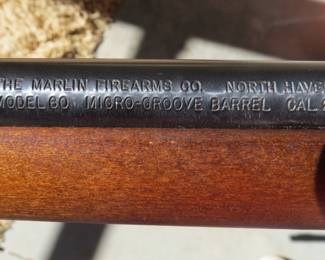 THE MARLIN FIREARMS CO. NORTH HAVE
MODEL 60. MICRO-GROOVE BARREL CAL.